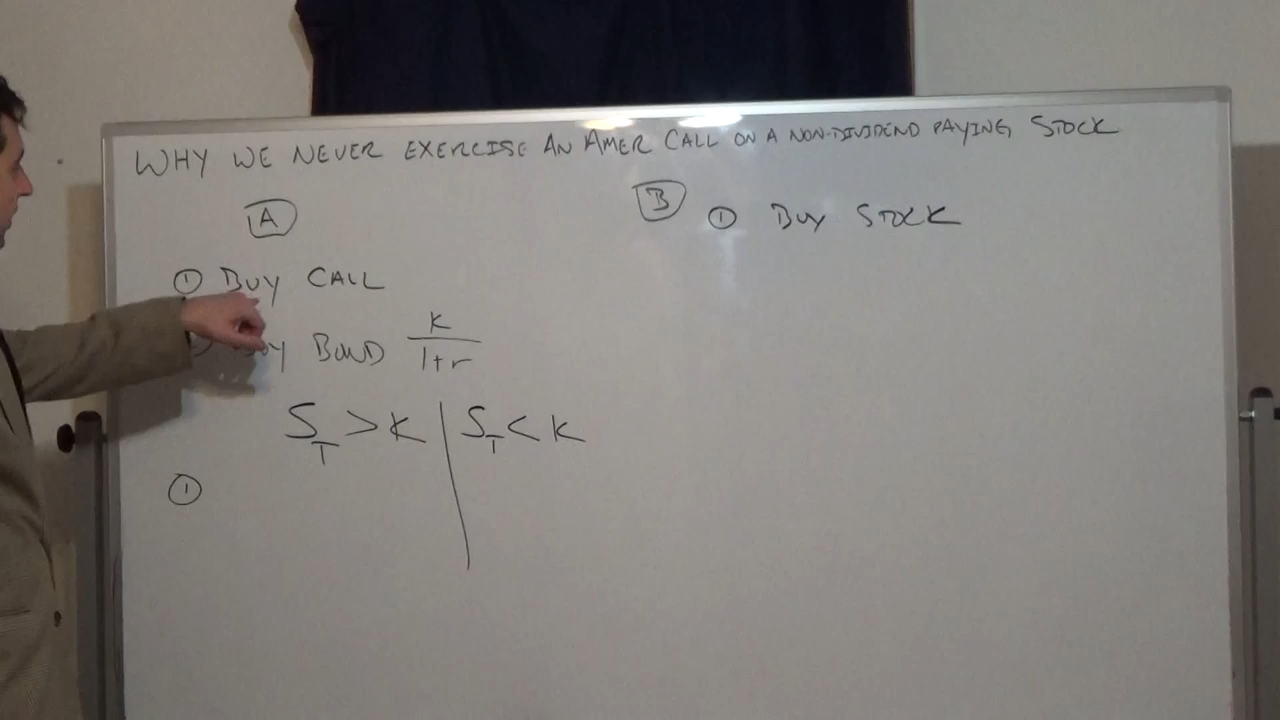 WHY WE NEVER EXERCISE AN AMER CALL ON A NON-DIVIDEND PAYING STOCK
A
① BUY CALL
BOND K/(1+r)
S_T > K | S_T < K
①
B
① BUY STOCK